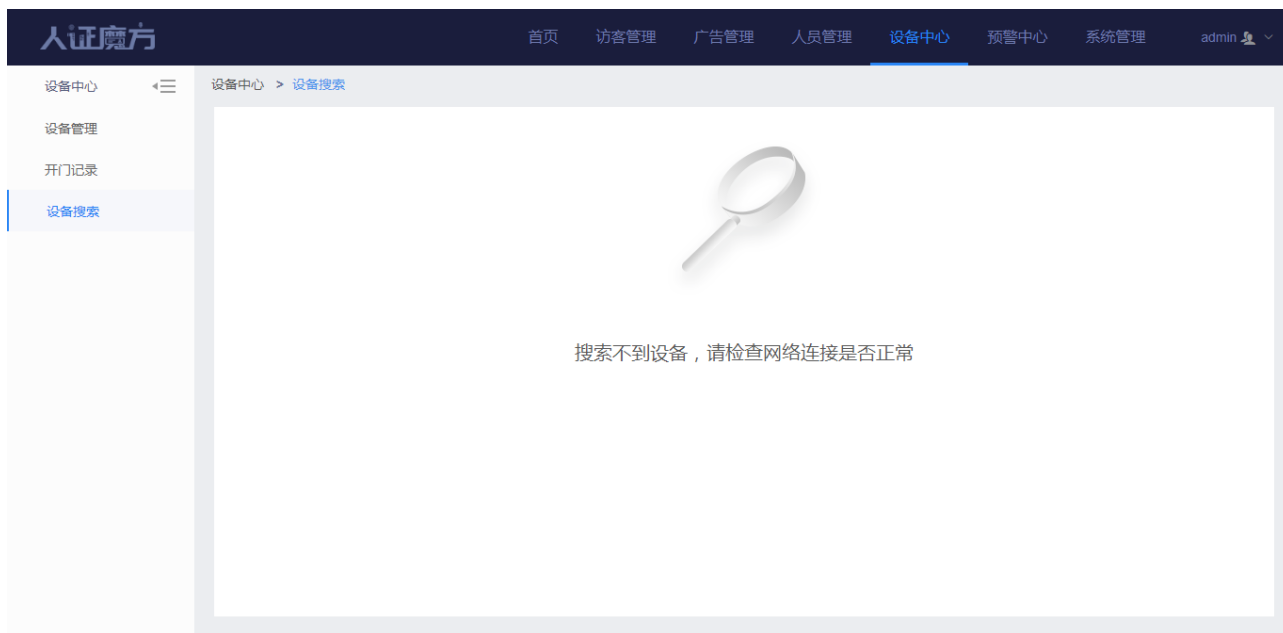 人证魔方 首页 访客管理 广告管理 人员管理 设备中心 预警中心 系统管理 admin
设备中心
设备中心 > 设备搜索
设备管理
开门记录
设备搜索
搜索不到设备，请检查网络连接是否正常